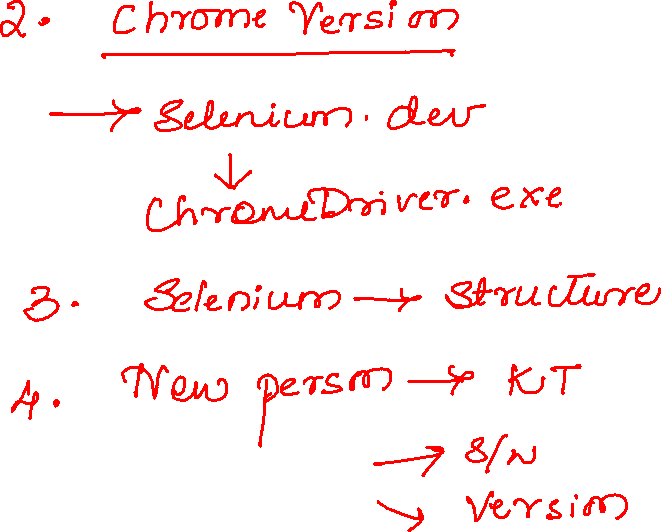 2. Chrome Version
→ Selenium.dev
↓
ChromeDriver.exe
3. Selenium → Structure
4. New person → KT
→ S/W
→ Version